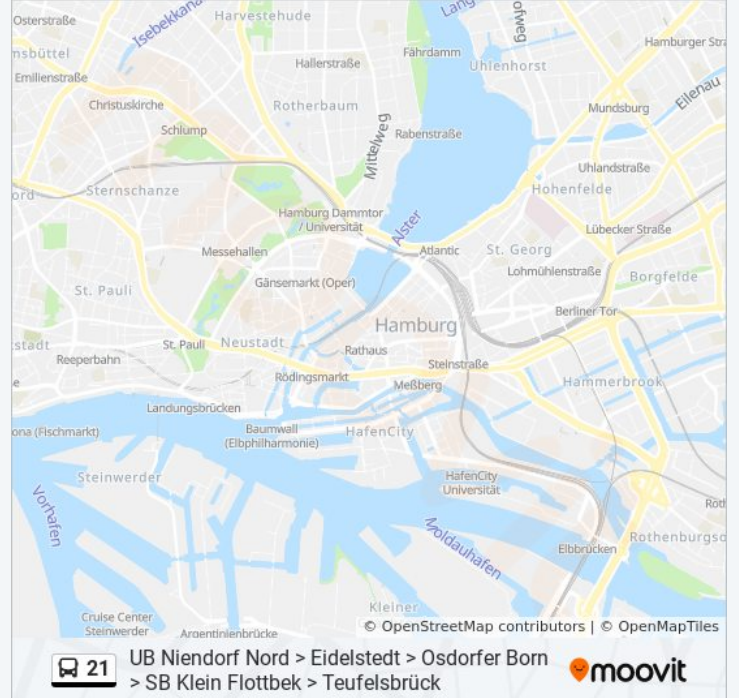 Osterstraße
Harvestehude
Isebekkana
Lang
ofweg
Fährdamm
Hamburger Stra
msbüttel
Hallerstraße
Uhlenhorst
Emilienstraße
Eilenau
Christuskirche
Rotherbaum
Mundsburg
Schlump
Mittelweg
Rabenstraße
Uhlandstraße
ord
Sternschanze
Hohenfelde
Hamburg Dammtor
/ Universität
Alster
Lübecker Straße
Messehallen
Atlantic
St. Georg
Lohmühlenstraße
Borgfelde
Gänsemarkt (Oper)
St. Pauli
Berliner Tor
Hamburg
stadt
St. Pauli
Neustadt
Rathaus
Reeperbahn
Steinstraße
Rödingsmarkt
Meßberg
Hammerbrook
e
Landungsbrücken
ona (Fischmarkt)
Baumwall
(Elbphilharmonie)
HafenCity
Steinwerder
HafenCity
Universität
Vorhafen
Moldauhafen
Röt
Rothenburgso
Elbbrücken
Kleiner
Cruise Center
Steinwerder
Argentinienbrücke
© OpenStreetMap contributors | © OpenMapTiles
21
UB Niendorf Nord > Eidelstedt > Osdorfer Born
> SB Klein Flottbek > Teufelsbrück
moovit